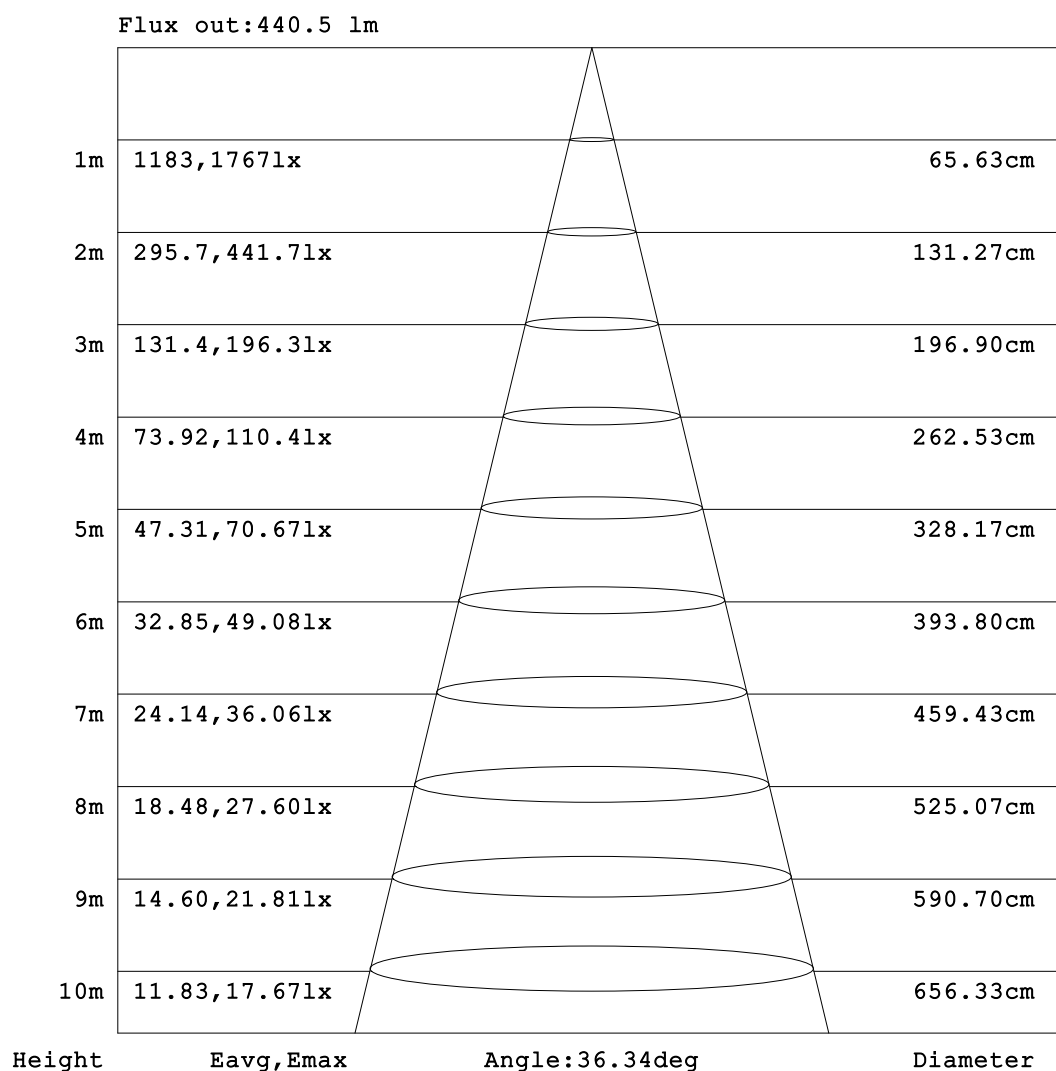 Flux out:440.5 lm
1m 1183,1767lx 65.63cm
2m 295.7,441.7lx 131.27cm
3m 131.4,196.3lx 196.90cm
4m 73.92,110.4lx 262.53cm
5m 47.31,70.67lx 328.17cm
6m 32.85,49.08lx 393.80cm
7m 24.14,36.06lx 459.43cm
8m 18.48,27.60lx 525.07cm
9m 14.60,21.81lx 590.70cm
10m 11.83,17.67lx 656.33cm
Height Eavg,Emax Angle:36.34deg Diameter